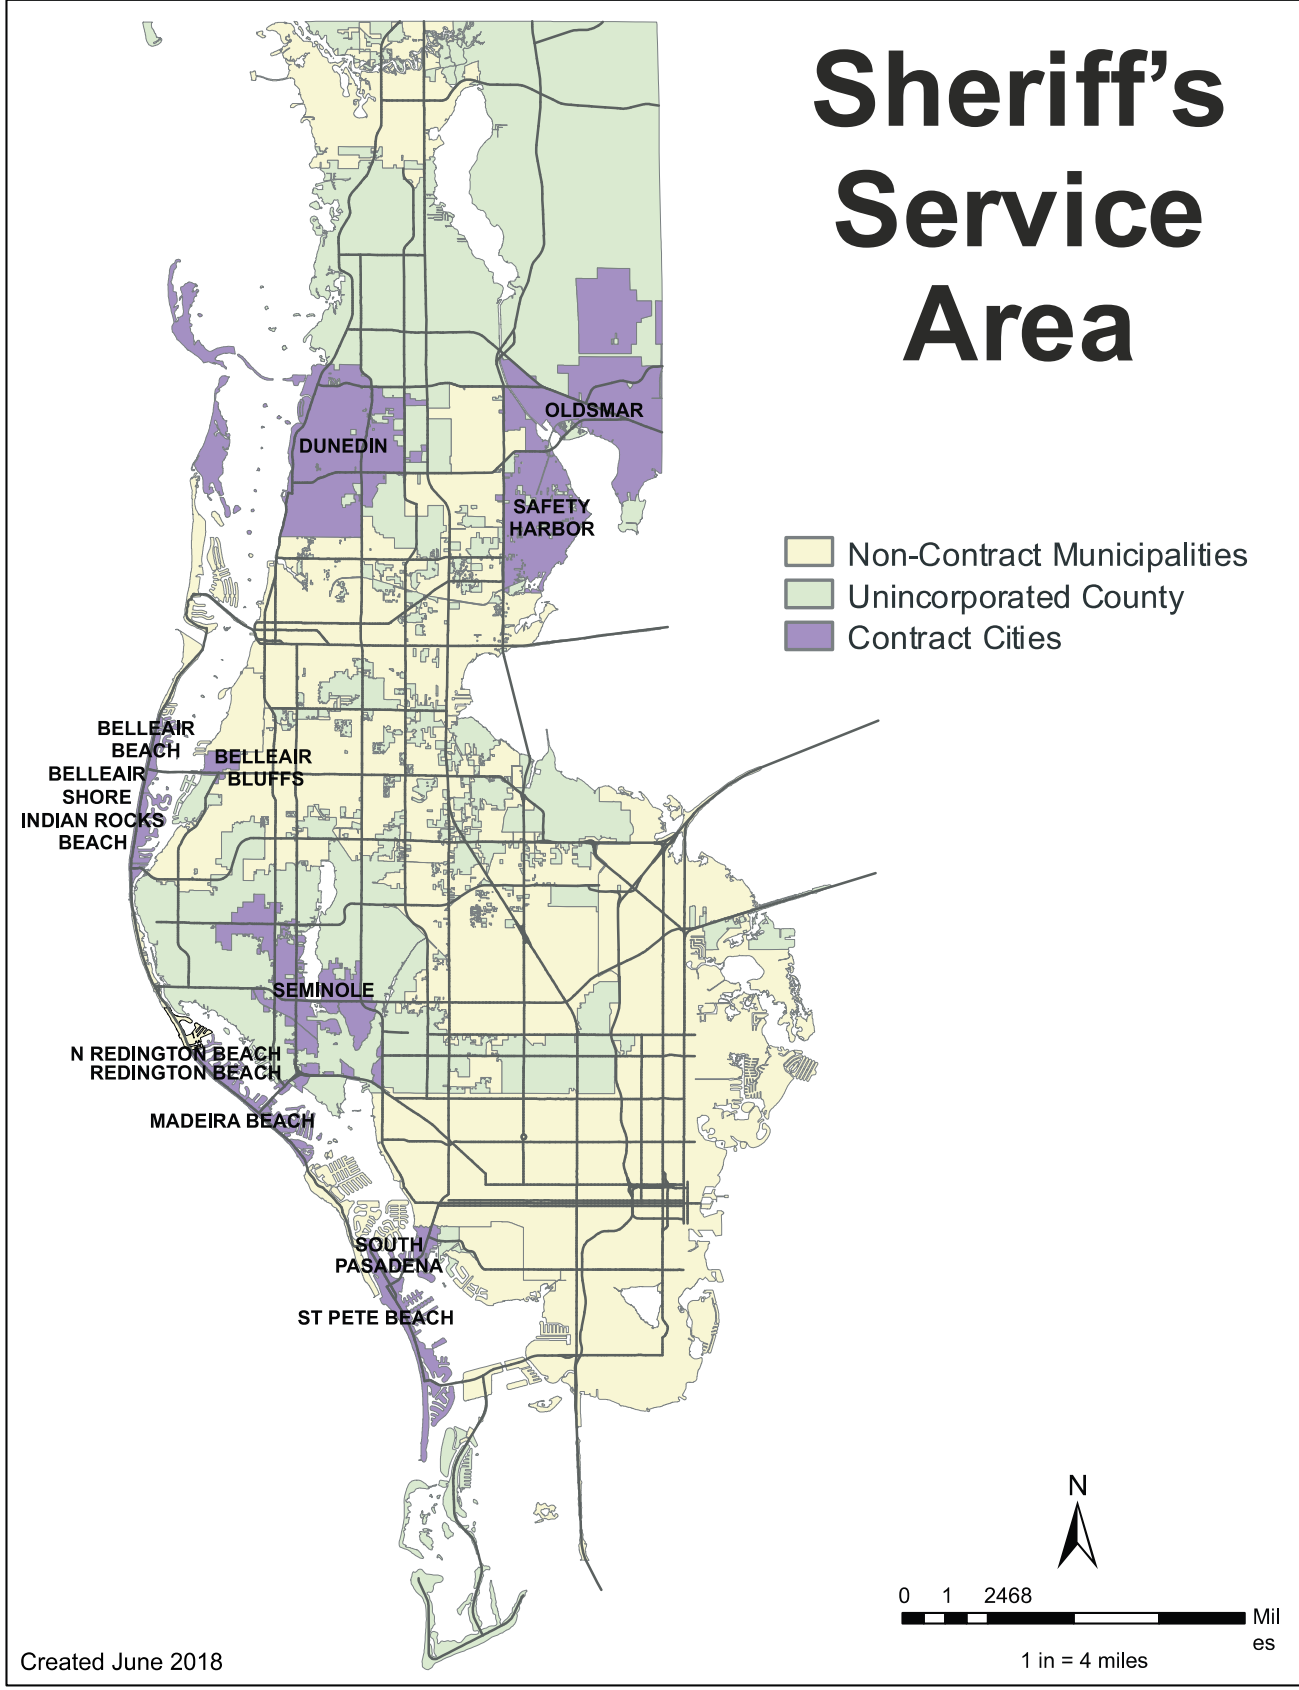 Sheriff's
Service
Area
OLDSMAR
DUNEDIN
SAFETY
HARBOR
Non-Contract Municipalities
Unincorporated County
Contract Cities
BELLEAIR
BEACH
BELLEAIR
BLUFFS
BELLEAIR
SHORE
INDIAN ROCKS
BEACH
SEMINOLE
N REDINGTON BEACH
REDINGTON BEACH
MADEIRA BEACH
SOUTH
PASADENA
ST PETE BEACH
N
0 1 2468
Mil
es
1 in = 4 miles
Created June 2018